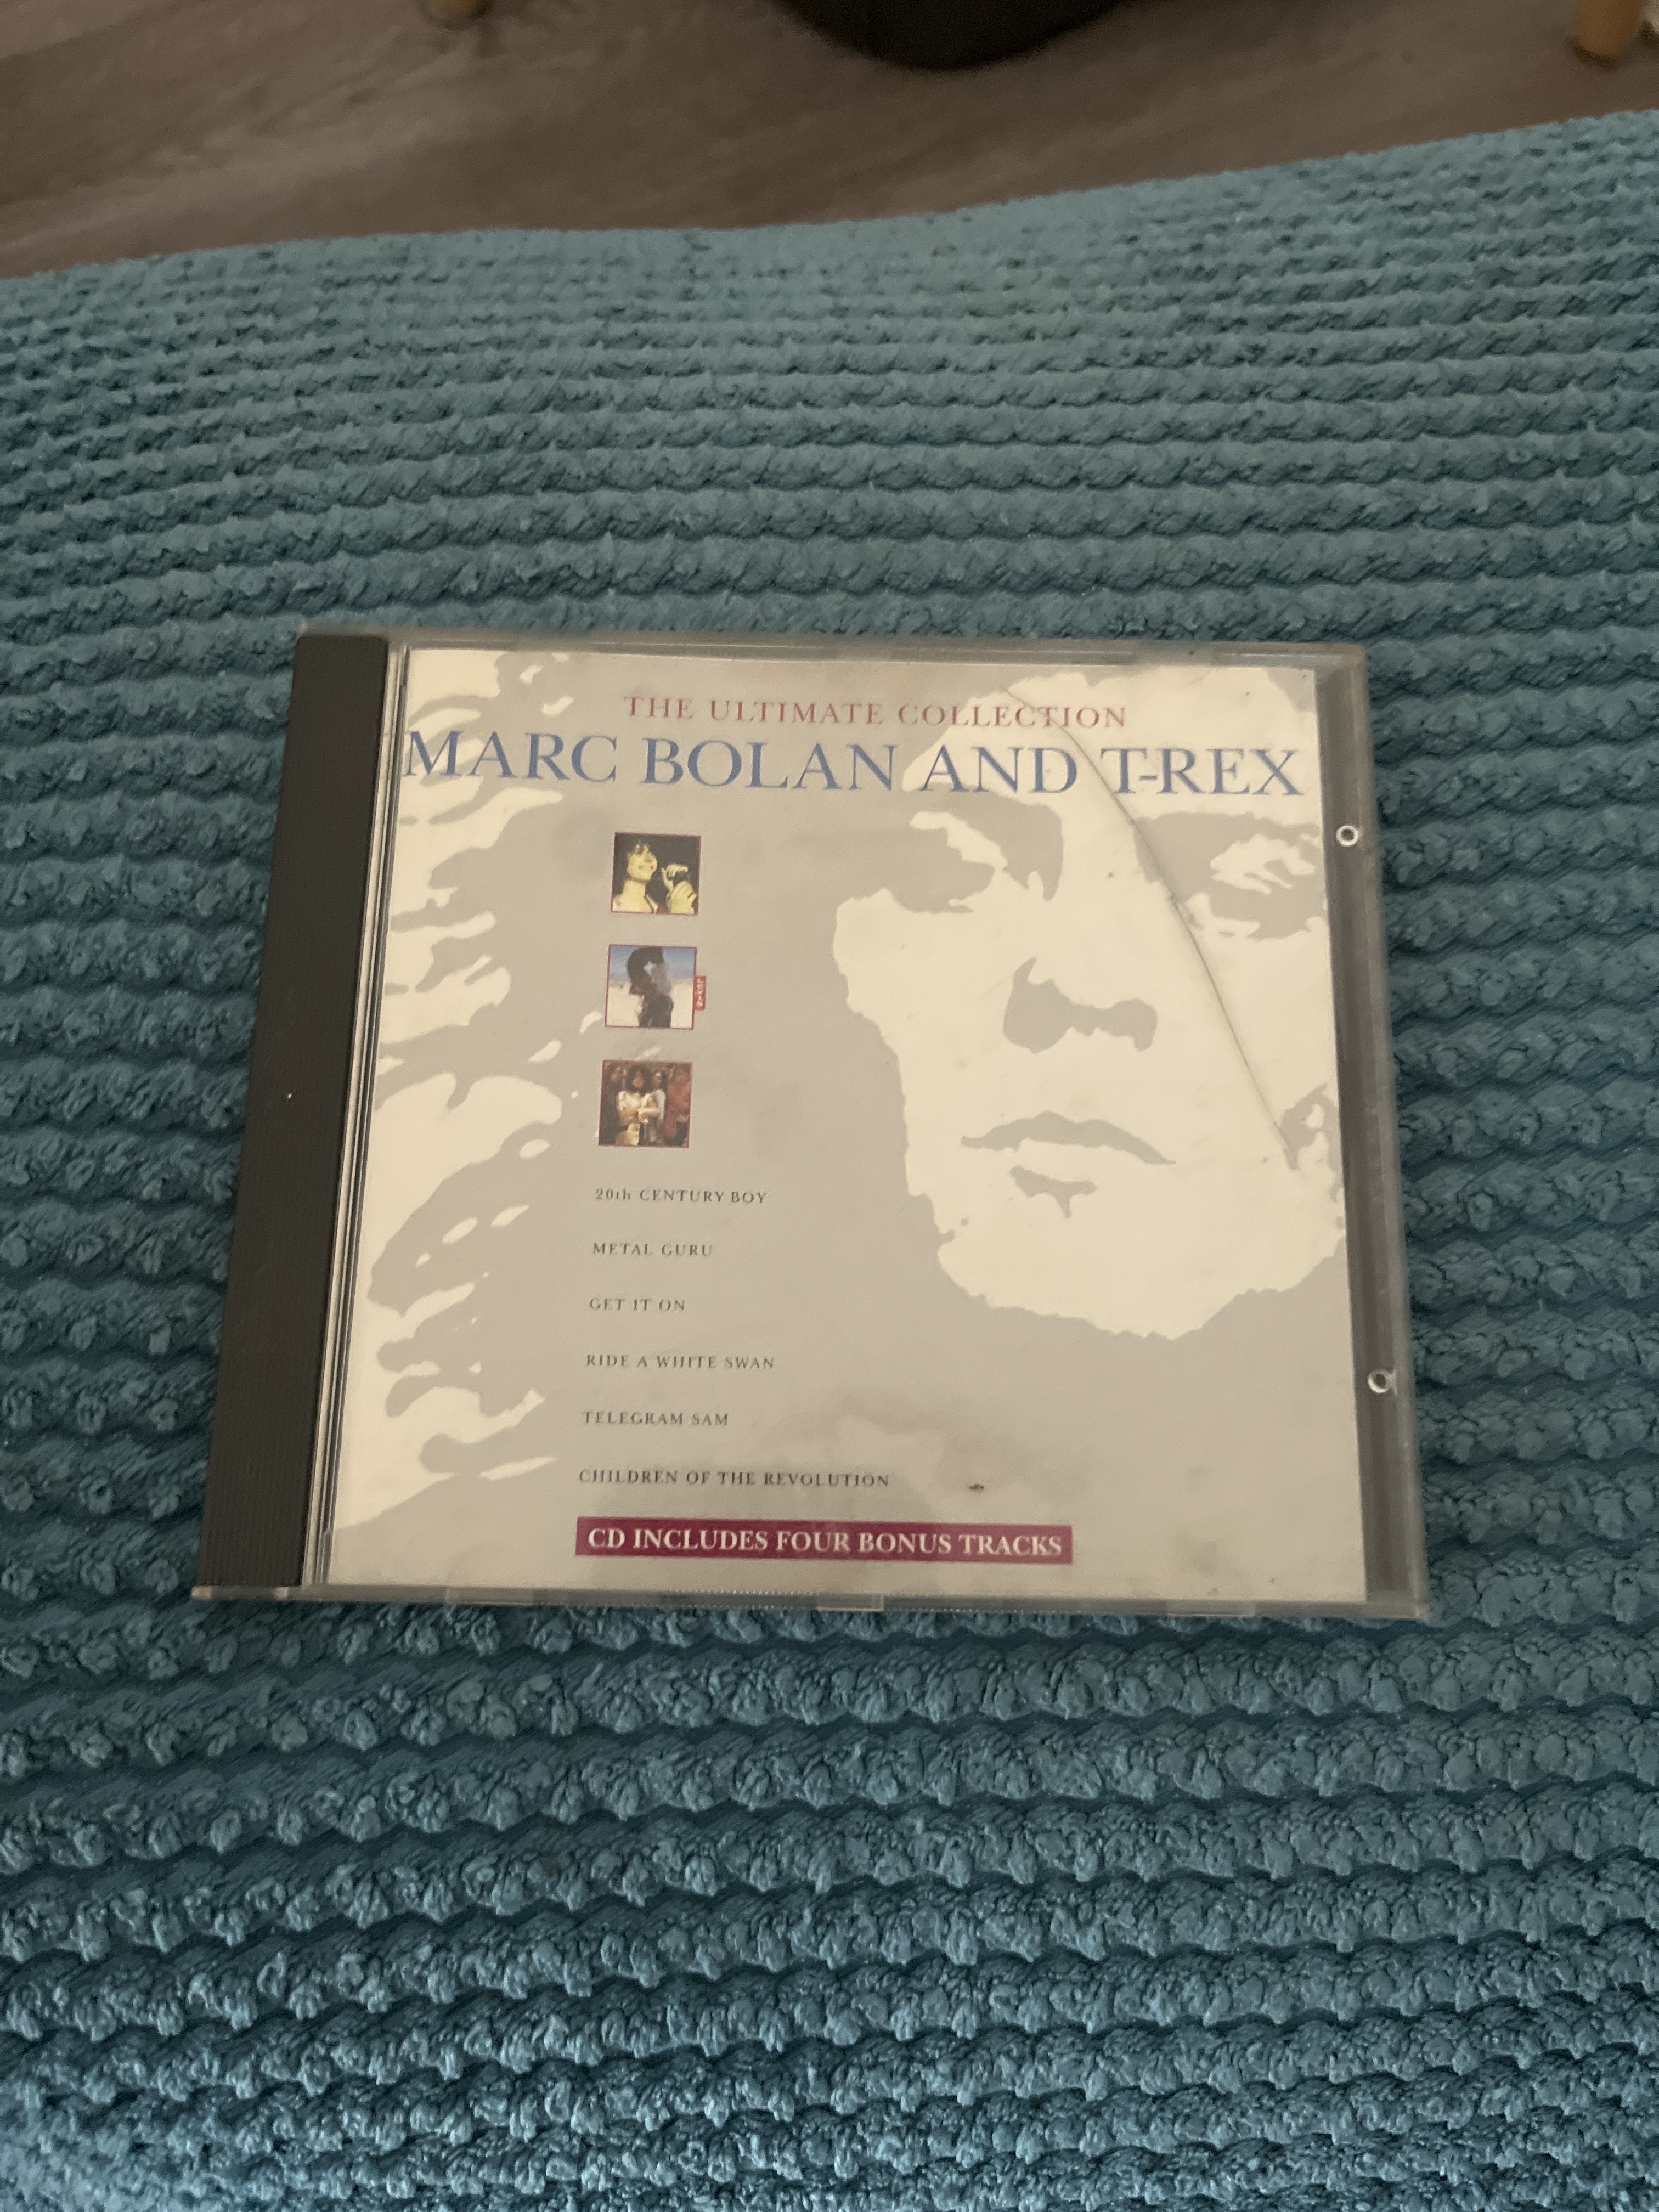 THE ULTIMATE COLLECTION
MARC BOLAN AND T-REX
20th CENTURY BOY
METAL GURU
GET IT ON
RIDE A WHITE SWAN
TELEGRAM SAM
CHILDREN OF THE REVOLUTION
CD INCLUDES FOUR BONUS TRACKS